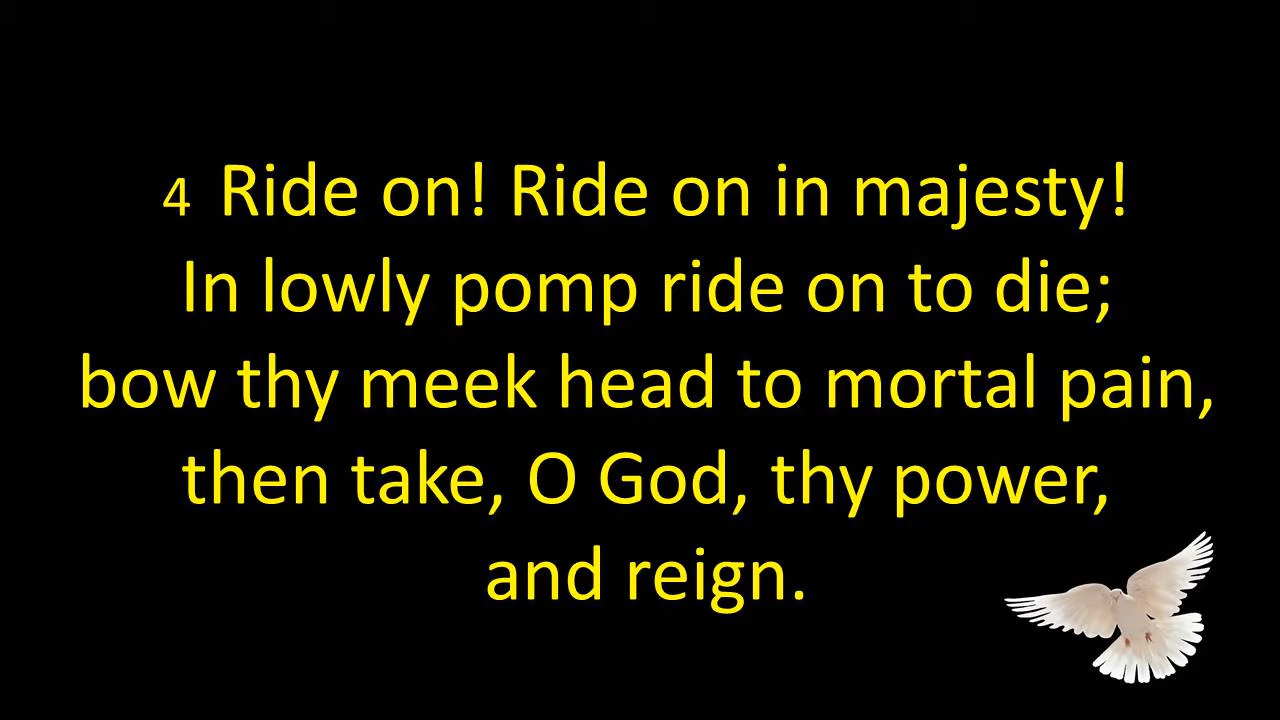 4 Ride on! Ride on in majesty!
In lowly pomp ride on to die;
bow thy meek head to mortal pain,
then take, O God, thy power,
and reign.